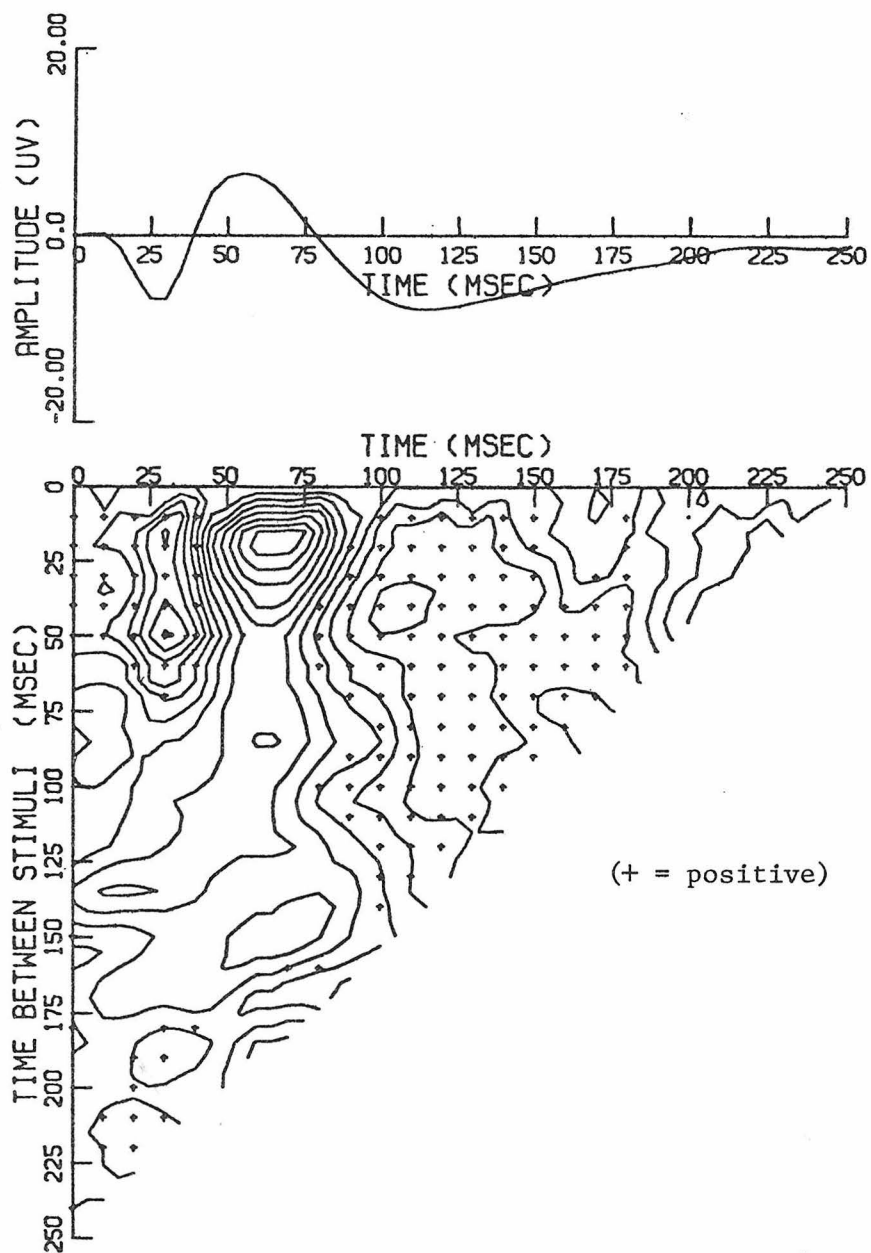 20.00
0.0
-20.00
AMPLITUDE (UV)
25 50 75 100 125 150 175 200 225 250
TIME (MSEC)
TIME (MSEC)
0 25 50 75 100 125 150 175 200 225 250
0
25
50
75
100
125
150
175
200
225
250
TIME BETWEEN STIMULI (MSEC)
(+ = positive)